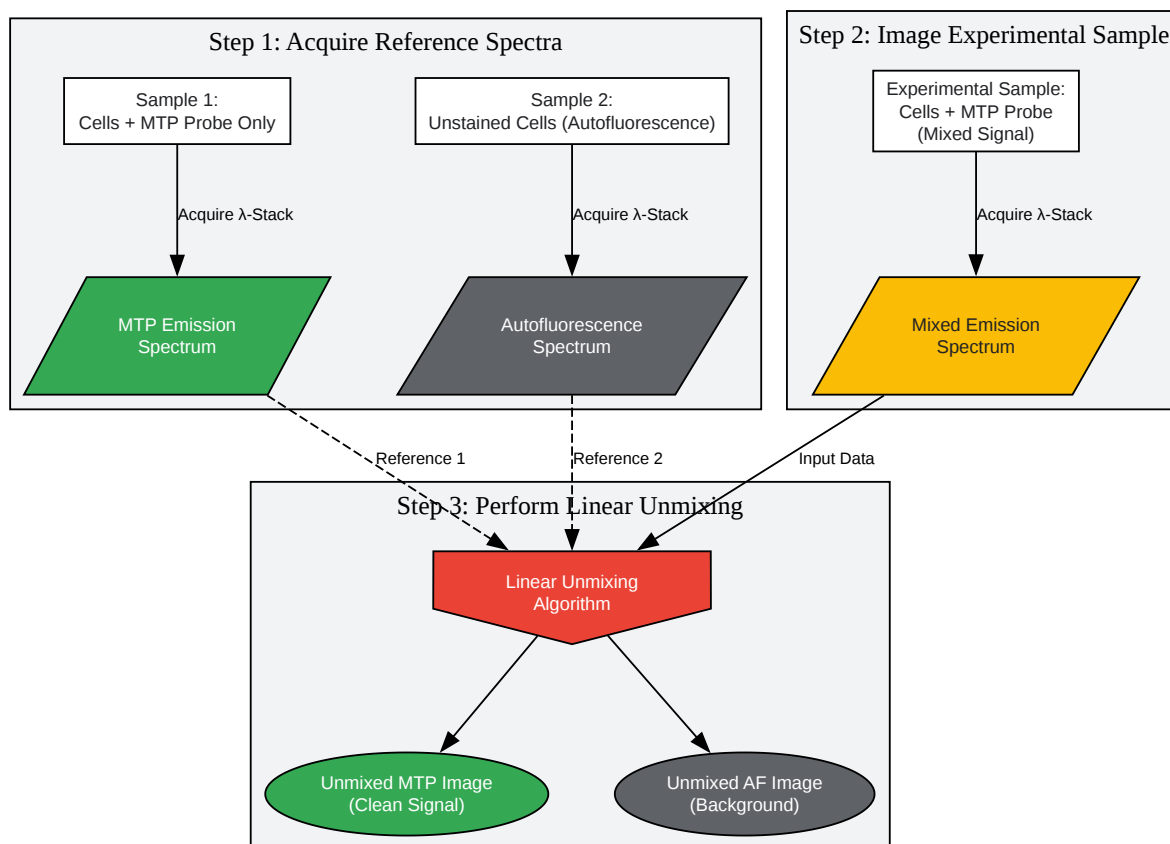 Step 1: Acquire Reference Spectra
Step 2: Image Experimental Sample
Sample 1:
Cells + MTP Probe Only
Sample 2:
Unstained Cells (Autofluorescence)
Experimental Sample:
Cells + MTP Probe
(Mixed Signal)
Acquire λ-Stack
Acquire λ-Stack
Acquire λ-Stack
MTP Emission
Spectrum
Autofluorescence
Spectrum
Mixed Emission
Spectrum
Reference 1
Reference 2
Input Data
Step 3: Perform Linear Unmixing
Linear Unmixing
Algorithm
Unmixed MTP Image
(Clean Signal)
Unmixed AF Image
(Background)